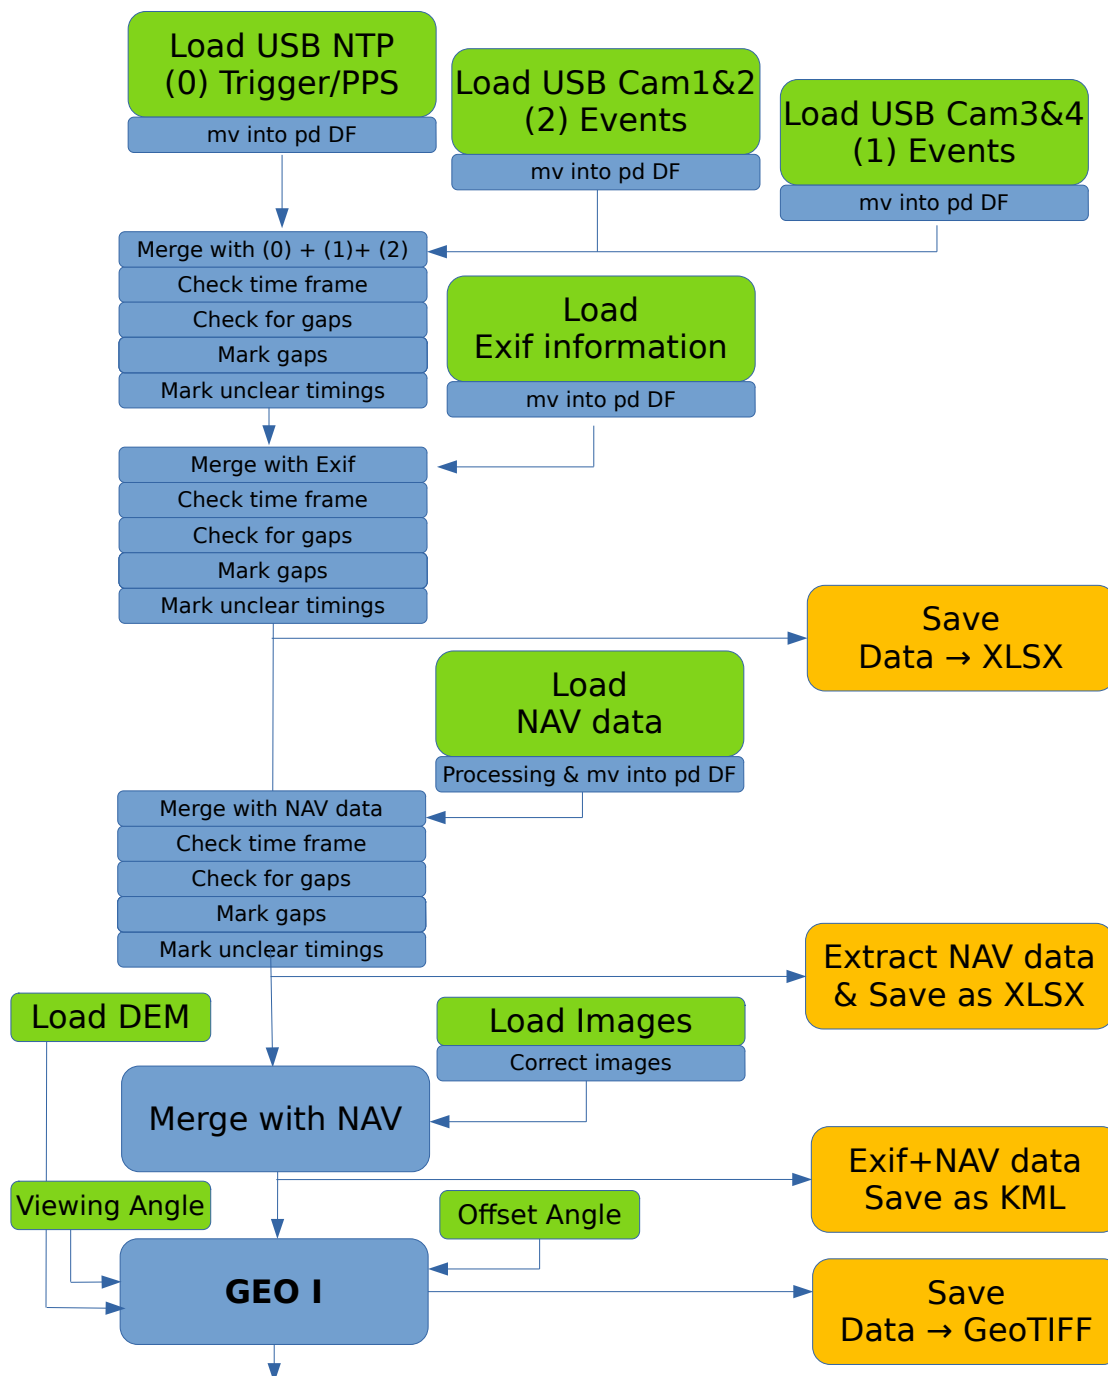 Load USB NTP
(0) Trigger/PPS
mv into pd DF
Load USB Cam1&2
(2) Events
mv into pd DF
Load USB Cam3&4
(1) Events
mv into pd DF
Merge with (0) + (1)+ (2)
Check time frame
Check for gaps
Mark gaps
Mark unclear timings
Load
Exif information
mv into pd DF
Merge with Exif
Check time frame
Check for gaps
Mark gaps
Mark unclear timings
Save
Data → XLSX
Load
NAV data
Processing & mv into pd DF
Merge with NAV data
Check time frame
Check for gaps
Mark gaps
Mark unclear timings
Extract NAV data
& Save as XLSX
Load DEM
Load Images
Correct images
Merge with NAV
Exif+NAV data
Save as KML
Viewing Angle
Offset Angle
GEO I
Save
Data → GeoTIFF